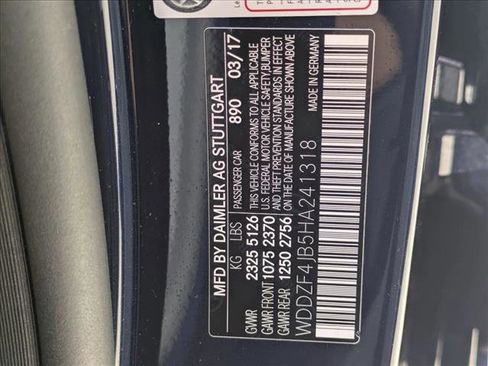 MFD BY DAIMLER AG STUTTGART
KG LBS PASSENGER CAR 890 03/17
GVWR 2325 5126 THIS VEHICLE CONFORMS TO ALL APPLICABLE
GAWR FRONT 1075 2370 U.S. FEDERAL MOTOR VEHICLE SAFETY, BUMPER
GAWR REAR 1250 2756 AND THEFT PREVENTION STANDARDS IN EFFECT
ON THE DATE OF MANUFACTURE SHOWN ABOVE
WDDZF4JB5HA241318 MADE IN GERMANY